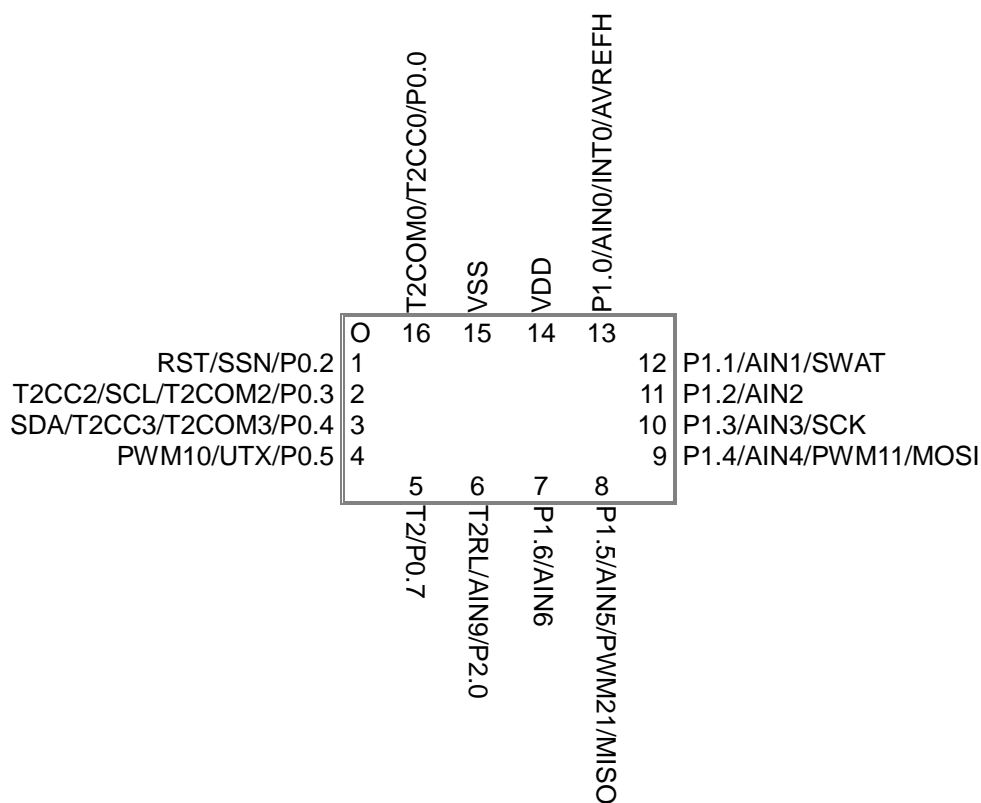 T2COM0/T2CC0/P0.0
VSS
VDD
P1.0/AIN0/INT0/AVREFH
O 16 15 14 13
RST/SSN/P0.2 1 12 P1.1/AIN1/SWAT
T2CC2/SCL/T2COM2/P0.3 2 11 P1.2/AIN2
SDA/T2CC3/T2COM3/P0.4 3 10 P1.3/AIN3/SCK
PWM10/UTX/P0.5 4 9 P1.4/AIN4/PWM11/MOSI
5 6 7 8
T2/P0.7
T2RL/AIN9/P2.0
P1.6/AIN6
P1.5/AIN5/PWM21/MISO